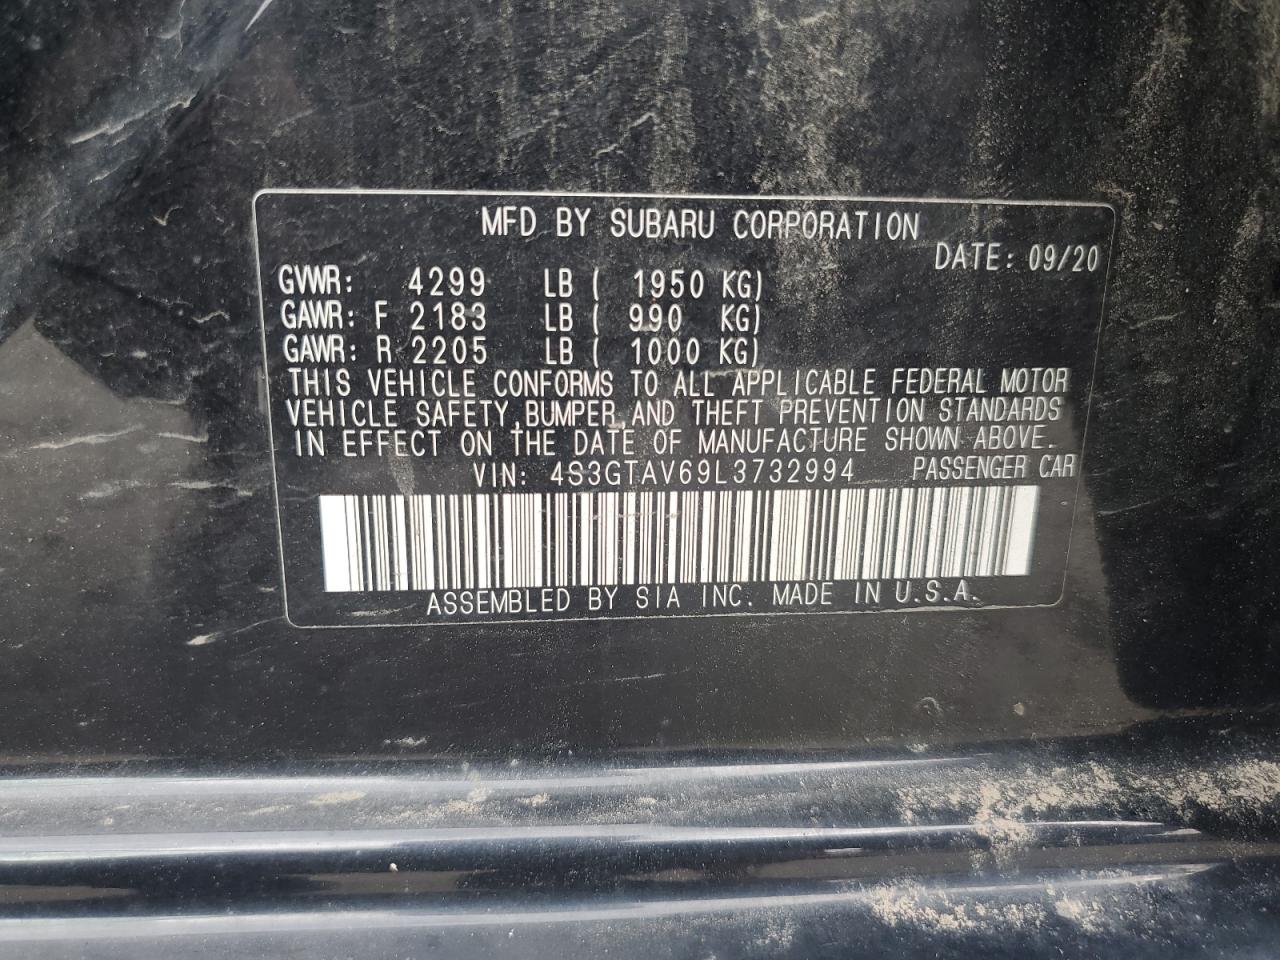 MFD BY SUBARU CORPORATION
DATE: 09/20
GVWR: 4299 LB ( 1950 KG)
GAWR: F 2183 LB ( 990 KG)
GAWR: R 2205 LB ( 1000 KG)
THIS VEHICLE CONFORMS TO ALL APPLICABLE FEDERAL MOTOR
VEHICLE SAFETY, BUMPER, AND THEFT PREVENTION STANDARDS
IN EFFECT ON THE DATE OF MANUFACTURE SHOWN ABOVE.
VIN: 4S3GTAV69L3732994 PASSENGER CAR
ASSEMBLED BY SIA INC. MADE IN U.S.A.